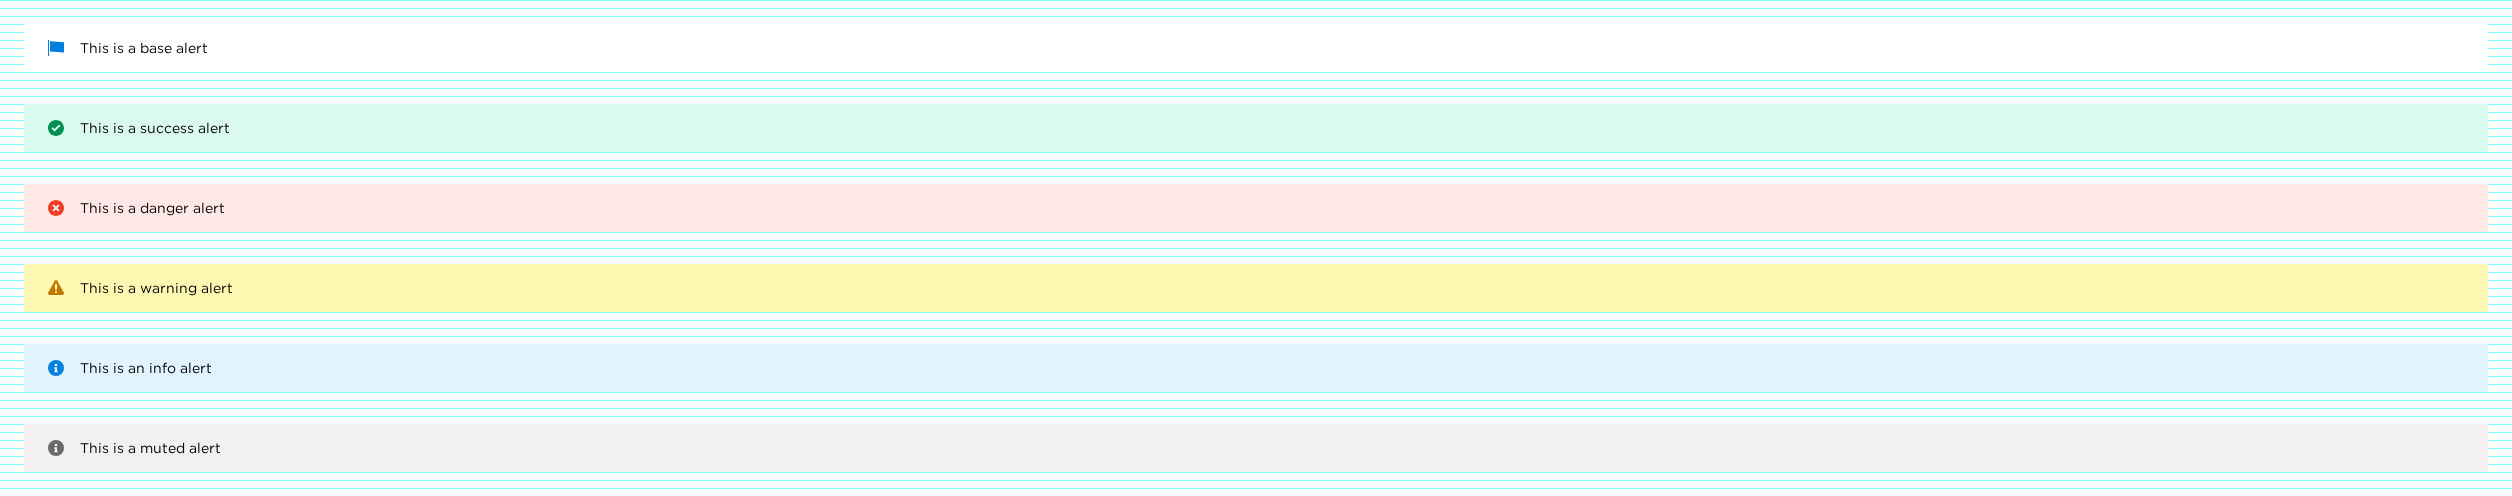 This is a base alert
This is a success alert
This is a danger alert
This is a warning alert
This is an info alert
This is a muted alert